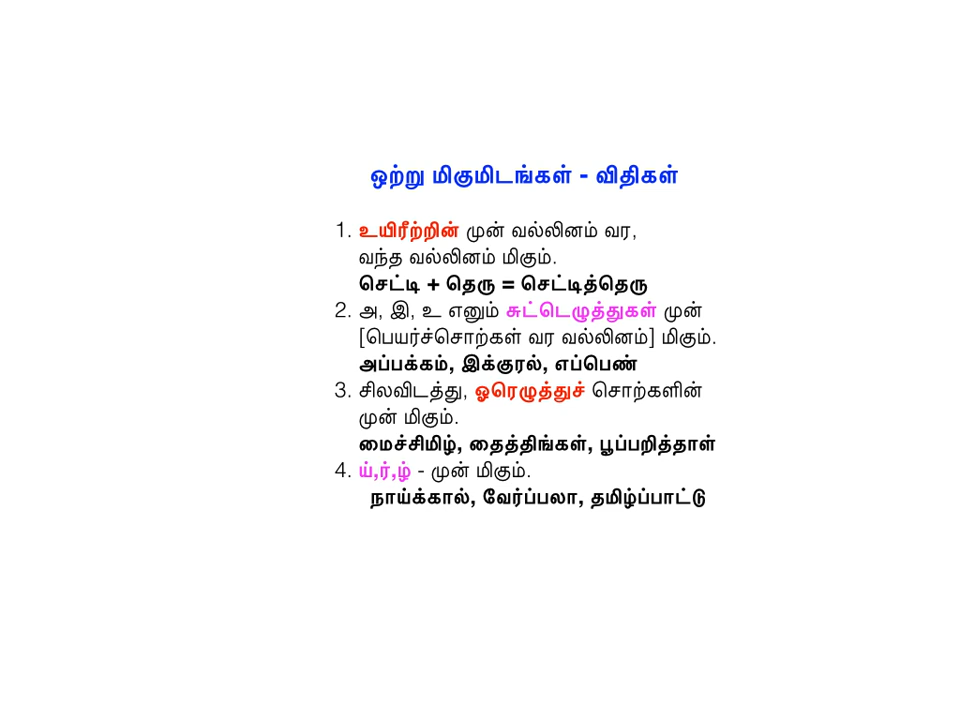 ஒற்று மிகுமிடங்கள் - விதிகள்
1. உயிரீற்றின் முன் வல்லினம் வர,
வந்த வல்லினம் மிகும்.
செட்டி + தெரு = செட்டித்தெரு
2. அ, இ, உ எனும் சுட்டெழுத்துகள் முன்
[பெயர்ச்சொற்கள் வர வல்லினம்] மிகும்.
அப்பக்கம், இக்குரல், எப்பெண்
3. சிலவிடத்து, ஓரெழுத்துச் சொற்களின்
முன் மிகும்.
மைச்சிமிழ், தைத்திங்கள், பூப்பறித்தாள்
4. ய்,ர்,ழ் - முன் மிகும்.
நாய்க்கால், வேர்ப்பலா, தமிழ்ப்பாட்டு